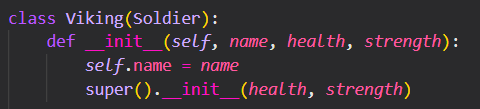 class Viking(Soldier):
    def __init__(self, name, health, strength):
        self.name = name
        super().__init__(health, strength)